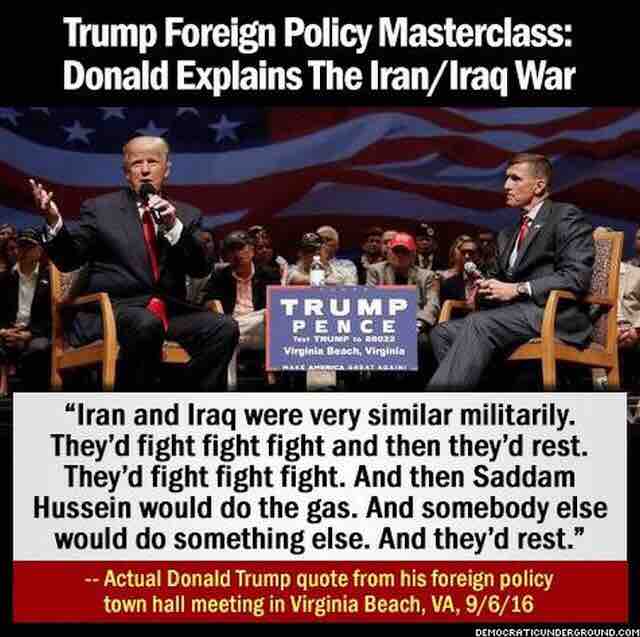 Trump Foreign Policy Masterclass:
Donald Explains The Iran/Iraq War
TRUMP
PENCE
Text TRUMP to 88022
Virginia Beach, Virginia
MAKE AMERICA GREAT AGAIN!
“Iran and Iraq were very similar militarily.
They’d fight fight fight and then they’d rest.
They’d fight fight fight. And then Saddam
Hussein would do the gas. And somebody else
would do something else. And they’d rest.”
-- Actual Donald Trump quote from his foreign policy
town hall meeting in Virginia Beach, VA, 9/6/16
DEMOCRATICUNDERGROUND.COM